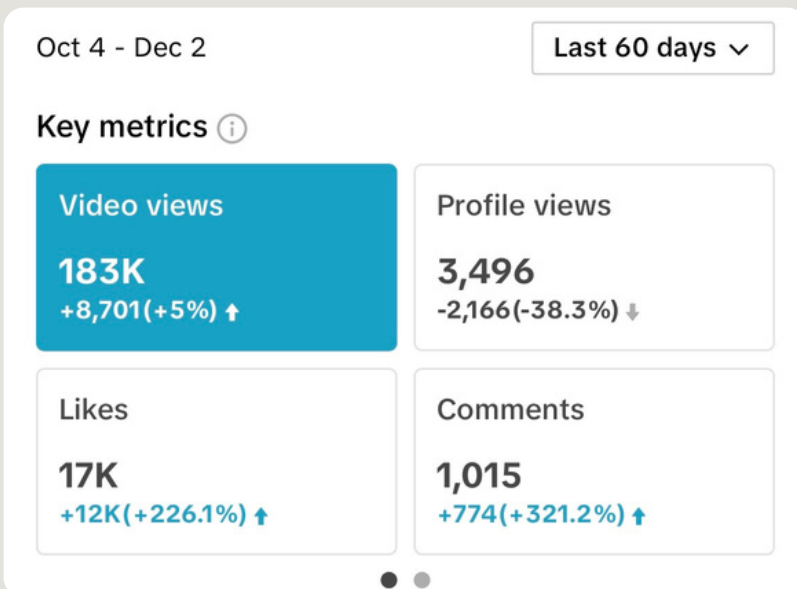 Oct 4 - Dec 2
Last 60 days
Key metrics
Video views
183K
+8,701(+5%)
Profile views
3,496
-2,166(-38.3%)
Likes
17K
+12K(+226.1%)
Comments
1,015
+774(+321.2%)